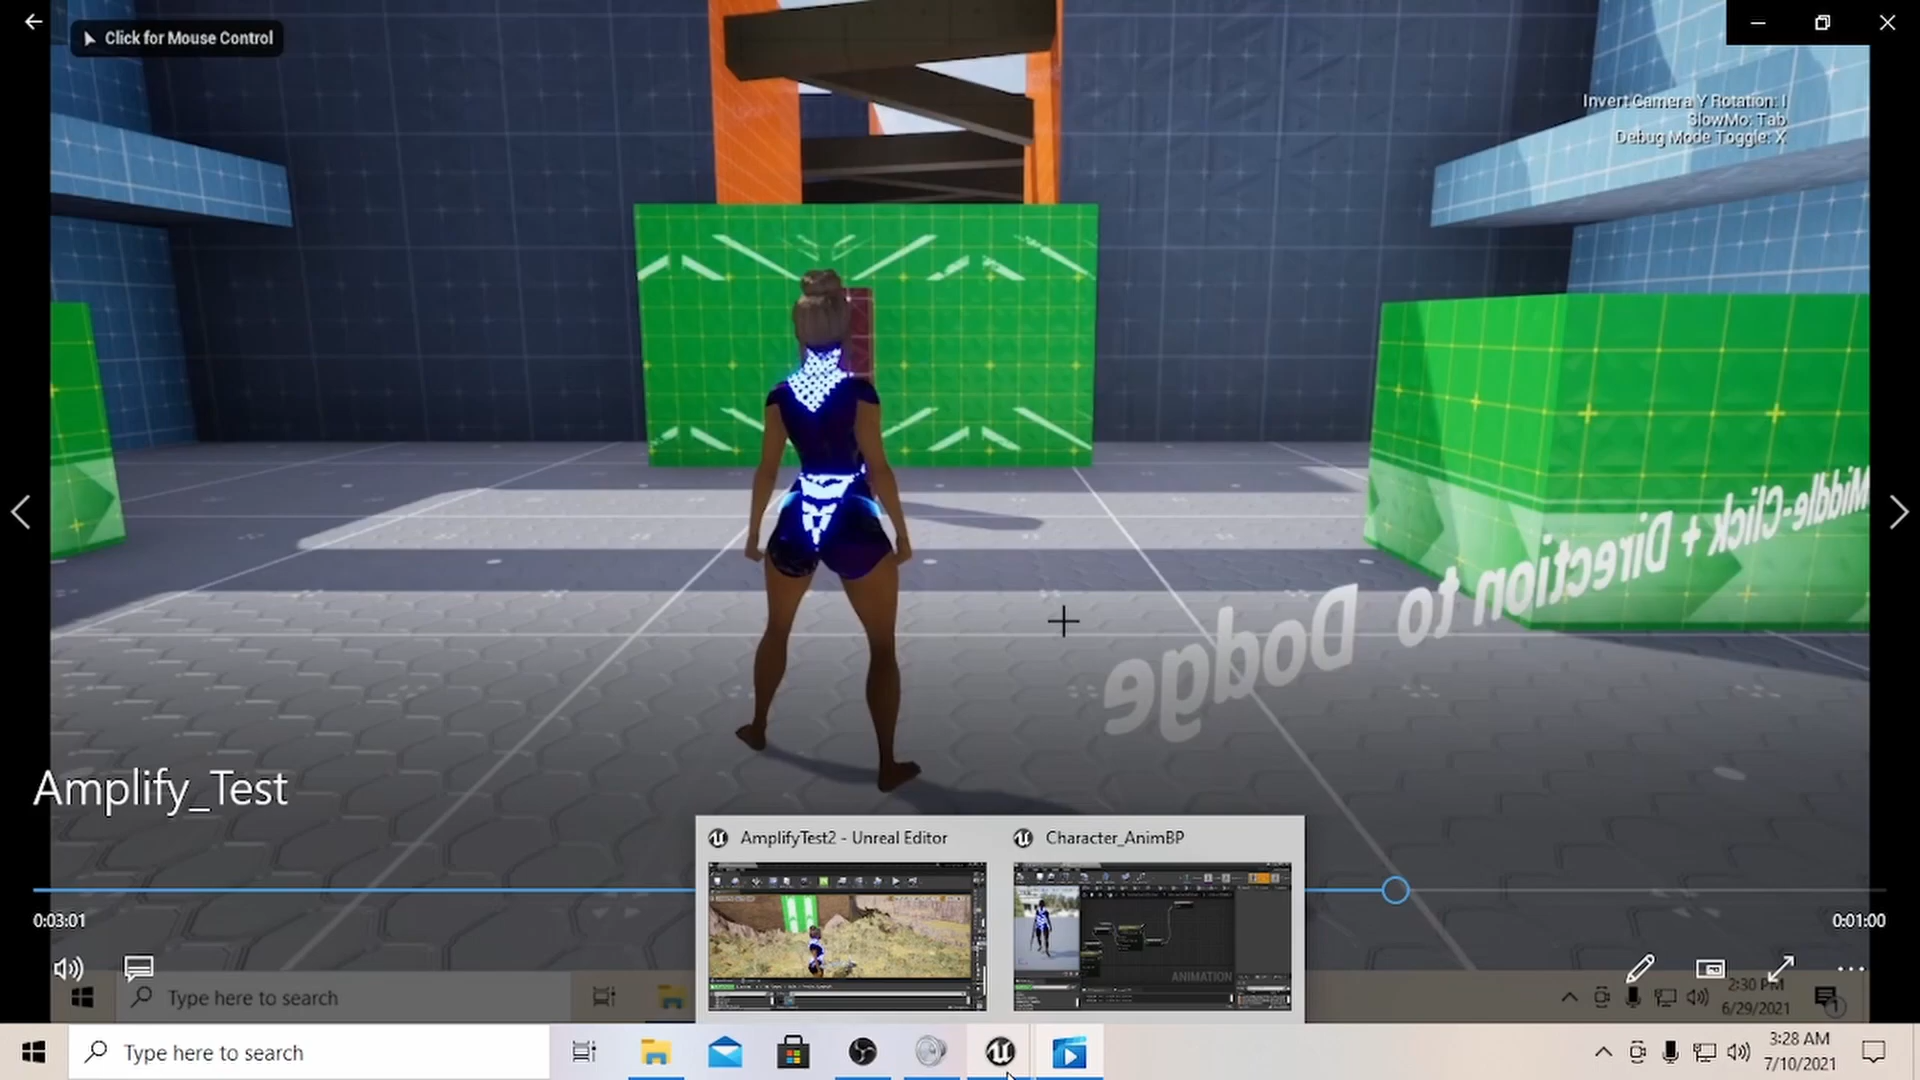 Click for Mouse Control
Invert Camera Y Rotation: I
SlowMo: Tab
Debug Mode Toggle: X
Middle-Click + Direction to Dodge
Amplify_Test
AmplifyTest2 - Unreal Editor
Character_AnimBP
ANIMATION
0:03:01
0:01:00
Type here to search
2:30 PM
6/29/2021
1
Type here to search
3:28 AM
7/10/2021